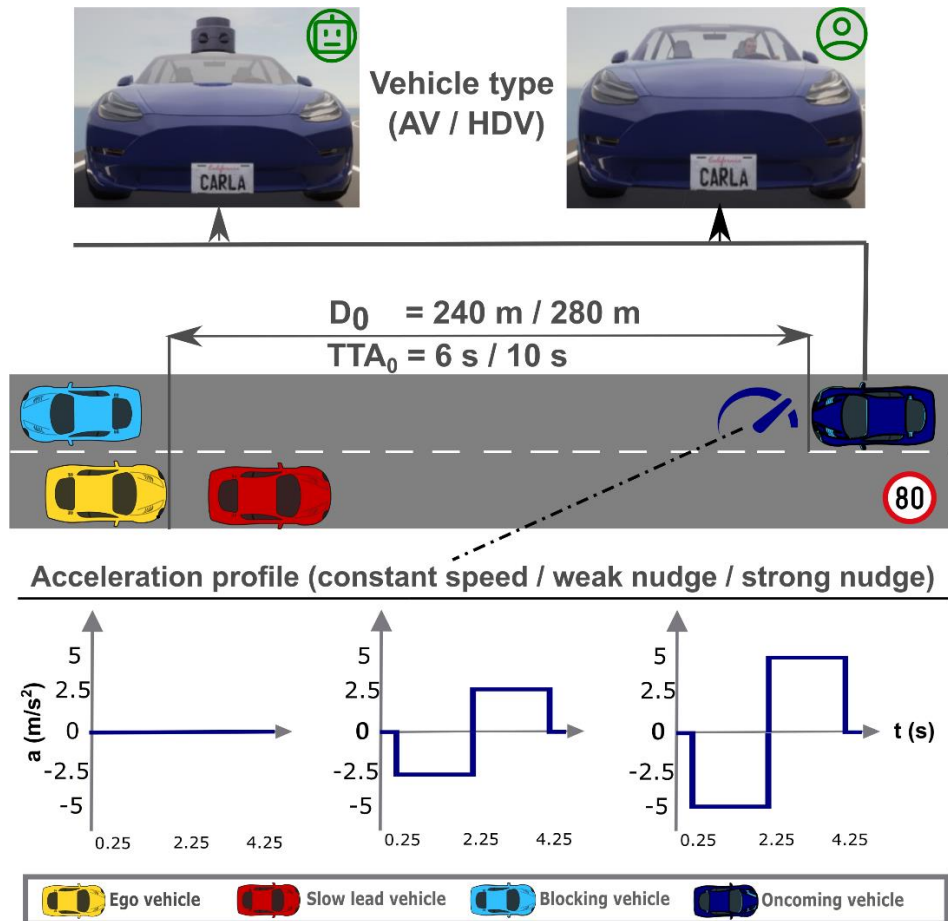 Vehicle type
(AV / HDV)
California
CARLA
California
CARLA
D0 = 240 m / 280 m
TTA0 = 6 s / 10 s
80
Acceleration profile (constant speed / weak nudge / strong nudge)
a (m/s²)
5
2.5
0
-2.5
-5
0.25 2.25 4.25
5
2.5
0
-2.5
-5
0.25 2.25 4.25
5
2.5
0
-2.5
-5
0.25 2.25 4.25
t (s)
Ego vehicle Slow lead vehicle Blocking vehicle Oncoming vehicle